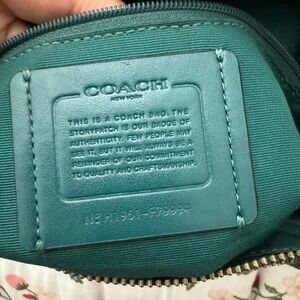 COACH
NEW YORK
THIS IS A COACH BAG. THE
STORYPATCH IS OUR BADGE OF
AUTHENTICITY. FEW PEOPLE MAY
SEE IT, BUT IT WILL ALWAYS BE A
REMINDER OF OUR COMMITMENT
TO QUALITY AND CRAFTSMANSHIP.